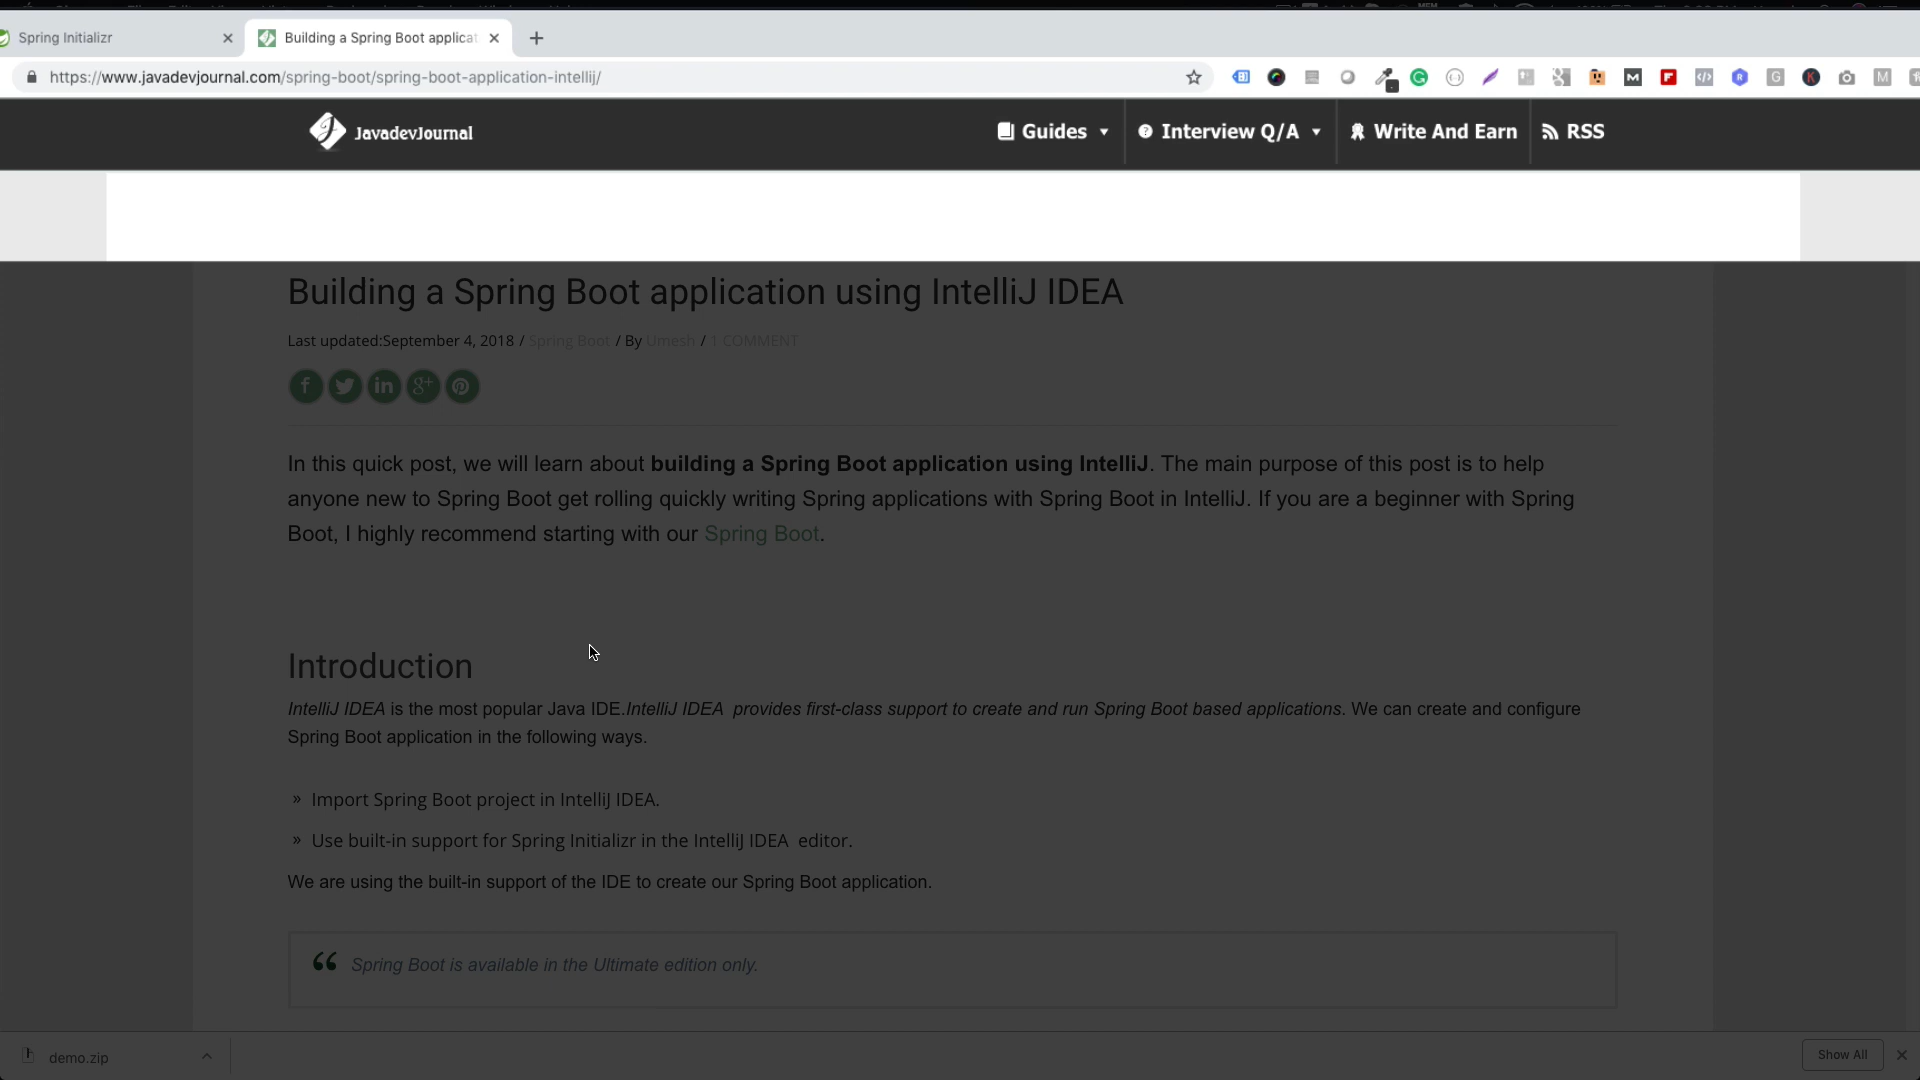 Spring Initializr
Building a Spring Boot applicat
https://www.javadevjournal.com/spring-boot/spring-boot-application-intellij/
JavadevJournal
Guides
Interview Q/A
Write And Earn
RSS
Building a Spring Boot application using IntelliJ IDEA
Last updated:September 4, 2018 / Spring Boot / By Umesh / 1 COMMENT
In this quick post, we will learn about building a Spring Boot application using IntelliJ. The main purpose of this post is to help
anyone new to Spring Boot get rolling quickly writing Spring applications with Spring Boot in IntelliJ. If you are a beginner with Spring
Boot, I highly recommend starting with our Spring Boot.
Introduction
IntelliJ IDEA is the most popular Java IDE.IntelliJ IDEA provides first-class support to create and run Spring Boot based applications. We can create and configure
Spring Boot application in the following ways.
» Import Spring Boot project in IntelliJ IDEA.
» Use built-in support for Spring Initializr in the IntelliJ IDEA editor.
We are using the built-in support of the IDE to create our Spring Boot application.
“ Spring Boot is available in the Ultimate edition only.
demo.zip
Show All